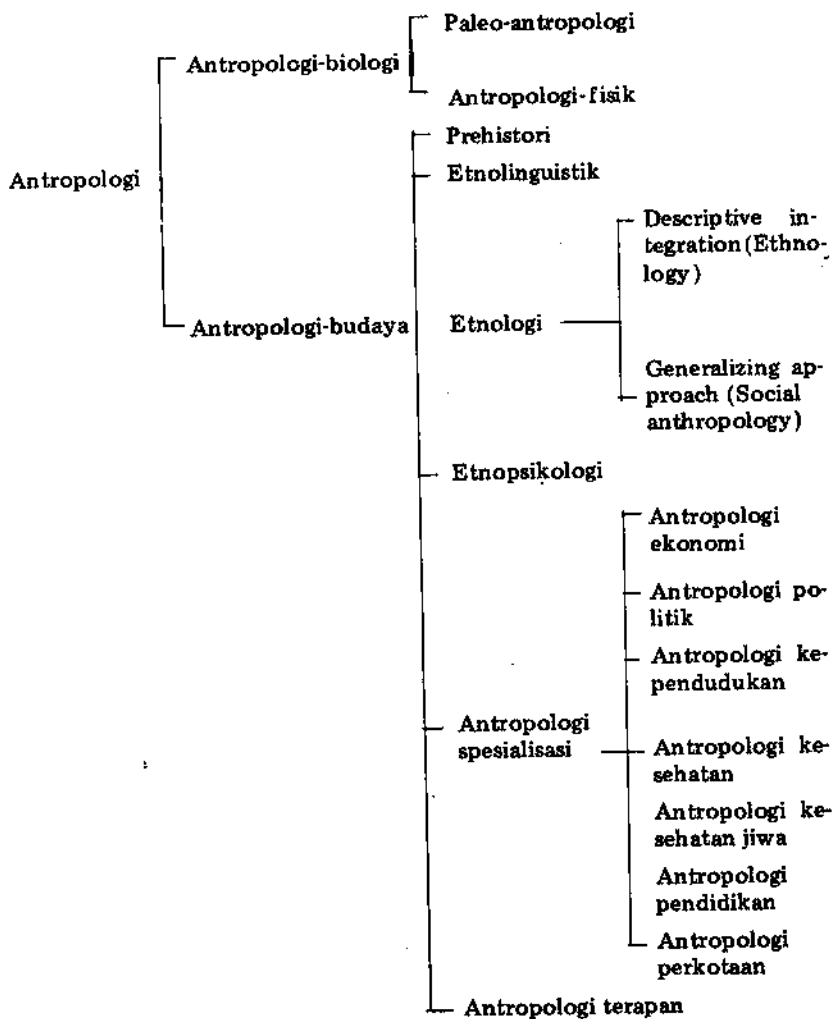 Paleo-antropologi
Antropologi-biologi
Antropologi-fisik
Prehistori
Antropologi
Etnolinguistik
Descriptive in-
tegration (Ethno-
logy)
Antropologi-budaya
Etnologi
Generalizing ap-
proach (Social
anthropology)
Etnopsikologi
Antropologi
ekonomi
Antropologi po-
litik
Antropologi ke-
pendudukan
Antropologi
spesialisasi
Antropologi ke-
sehatan
Antropologi ke-
sehatan jiwa
Antropologi
pendidikan
Antropologi
perkotaan
Antropologi terapan